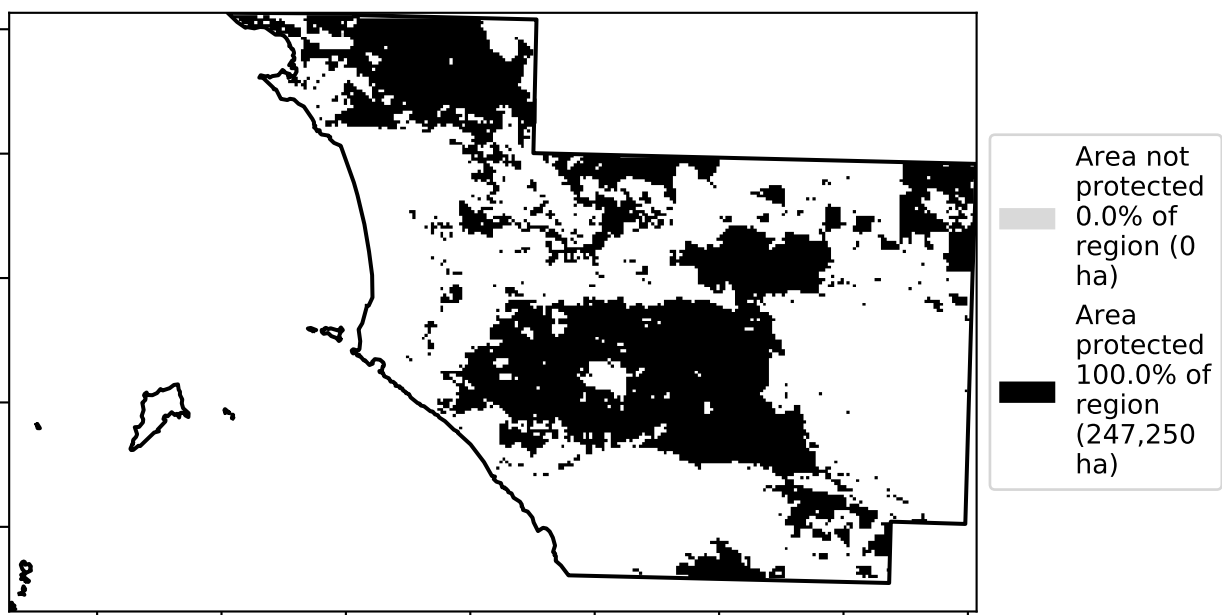 Area not
protected
0.0% of
region (0
ha)
Area
protected
100.0% of
region
(247,250
ha)